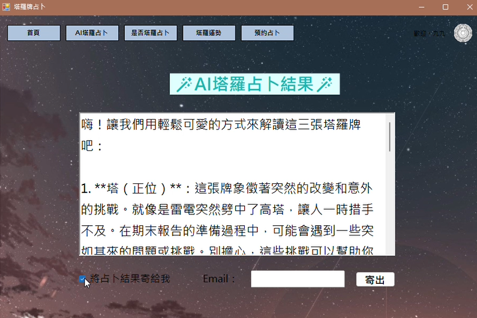 塔羅牌占卜
首頁
AI塔羅占卜
是否塔羅占卜
塔羅運勢
預約占卜
AI塔羅占卜結果
嗨！讓我們用輕鬆可愛的方式來解讀這三張塔羅牌
吧：
1. **塔（正位）**：這張牌象徵著突然的改變和意外
的挑戰。就像是雷電突然劈中了高塔，讓人一時措手
不及。在期末報告的準備過程中，可能會遇到一些突
如其來的問題或挑戰。別擔心，這些挑戰可以幫助你
將占卜結果寄給我
Email：
寄出